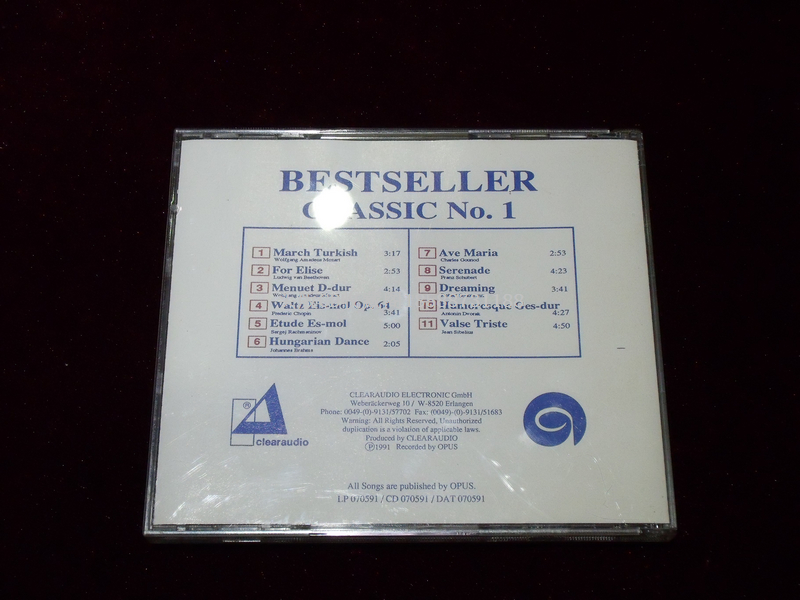 BESTSELLER
CLASSIC No. 1
1 March Turkish 3:17
Wolfgang Amadeus Mozart
2 For Elise 2:53
Ludwig van Beethoven
3 Menuet D-dur 4:14
4 Waltz Op. 64 3:41
Frederic Chopin
5 Etude Es-mol 5:00
Sergej Rachmaninov
6 Hungarian Dance 2:05
Johannes Brahms
7 Ave Maria 2:53
Charles Gounod
8 Serenade 4:23
Franz Schubert
9 Dreaming 3:41
10 Humoresque Ges-dur 4:27
Antonin Dvorak
11 Valse Triste 4:50
Jean Sibelius
®
clearaudio
CLEARAUDIO ELECTRONIC GmbH
Weberückerweg 10 / W-8520 Erlangen
Phone: 0049-(0)-9131/57702 Fax: (0049)-(0)-9131/51683
Warning: All Rights Reserved, Unauthorized
duplication is a violation of applicable laws.
Produced by CLEARAUDIO
Ⓟ1991 Recorded by OPUS
All Songs are published by OPUS.
LP 070591 / CD 070591 / DAT 070591